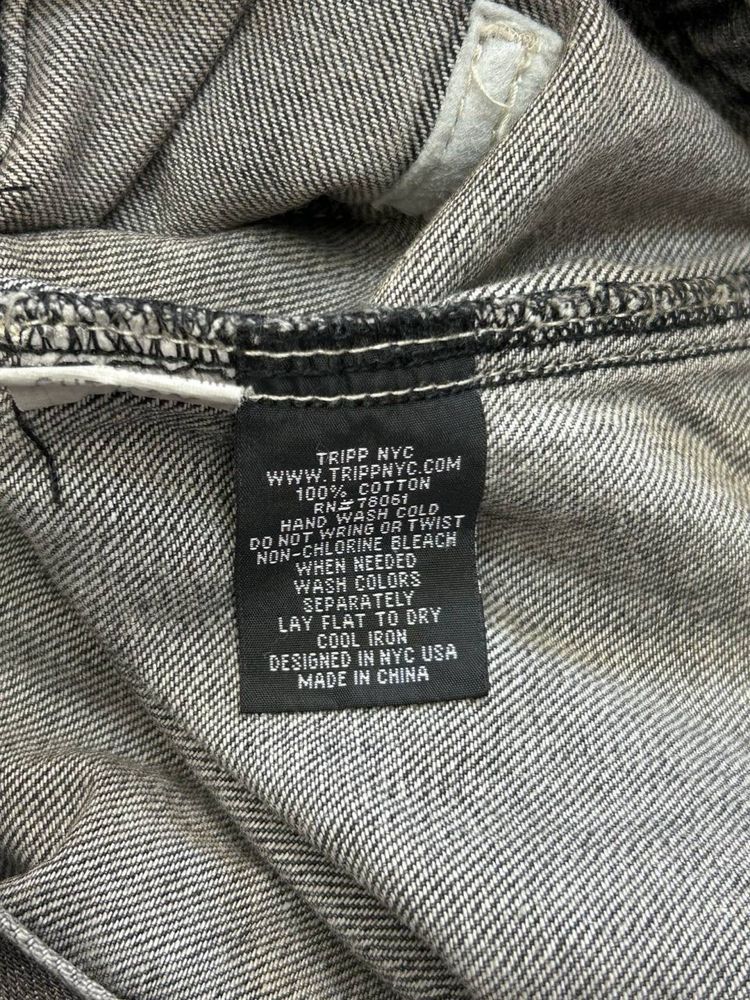 TRIPP NYC
WWW.TRIPPNYC.COM
100% COTTON
RN#78061
HAND WASH COLD
DO NOT WRING OR TWIST
NON-CHLORINE BLEACH
WHEN NEEDED
WASH COLORS
SEPARATELY
LAY FLAT TO DRY
COOL IRON
DESIGNED IN NYC USA
MADE IN CHINA